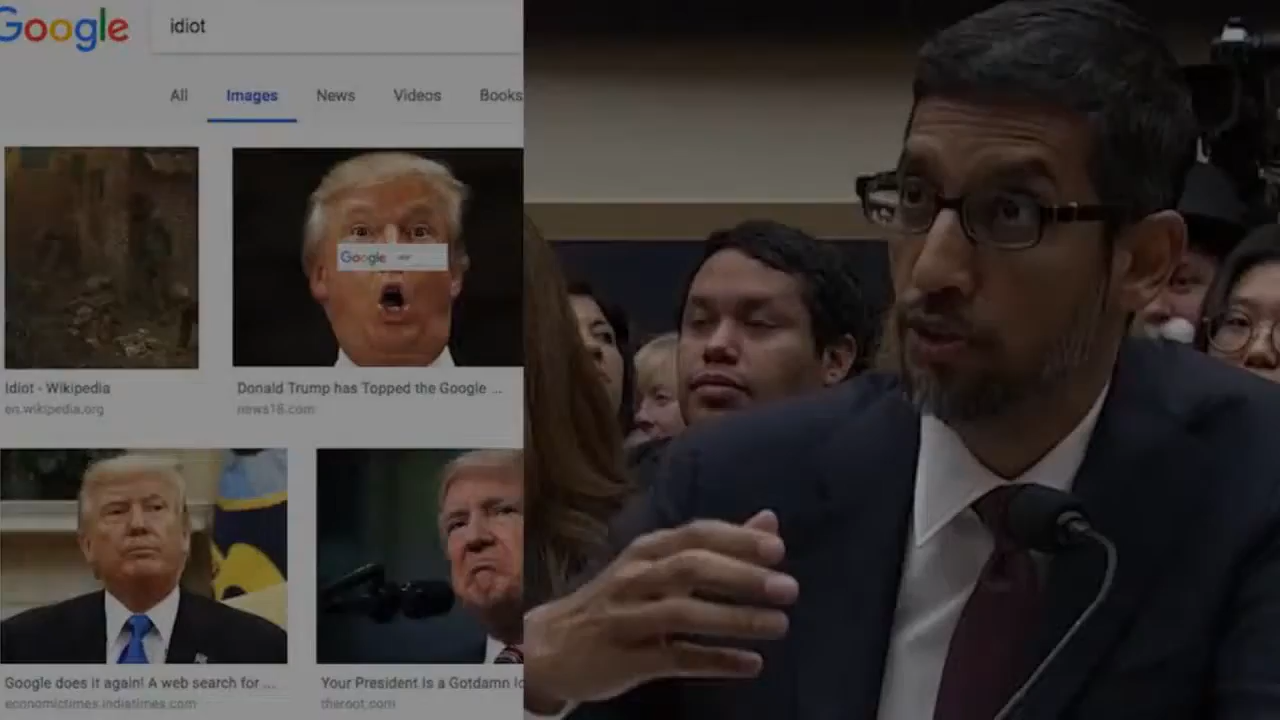 Google
idiot
All Images News Videos Books
Google
Idiot - Wikipedia
en.wikipedia.org
Donald Trump has Topped the Google ...
news18.com
Google does it again! A web search for ...
economictimes.indiatimes.com
Your President Is a Gotdamn Id
theroot.com